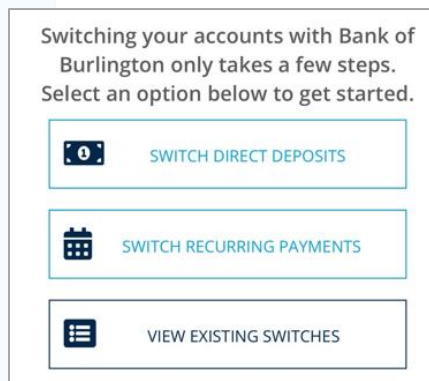 Switching your accounts with Bank of
Burlington only takes a few steps.
Select an option below to get started.
1 SWITCH DIRECT DEPOSITS
SWITCH RECURRING PAYMENTS
VIEW EXISTING SWITCHES